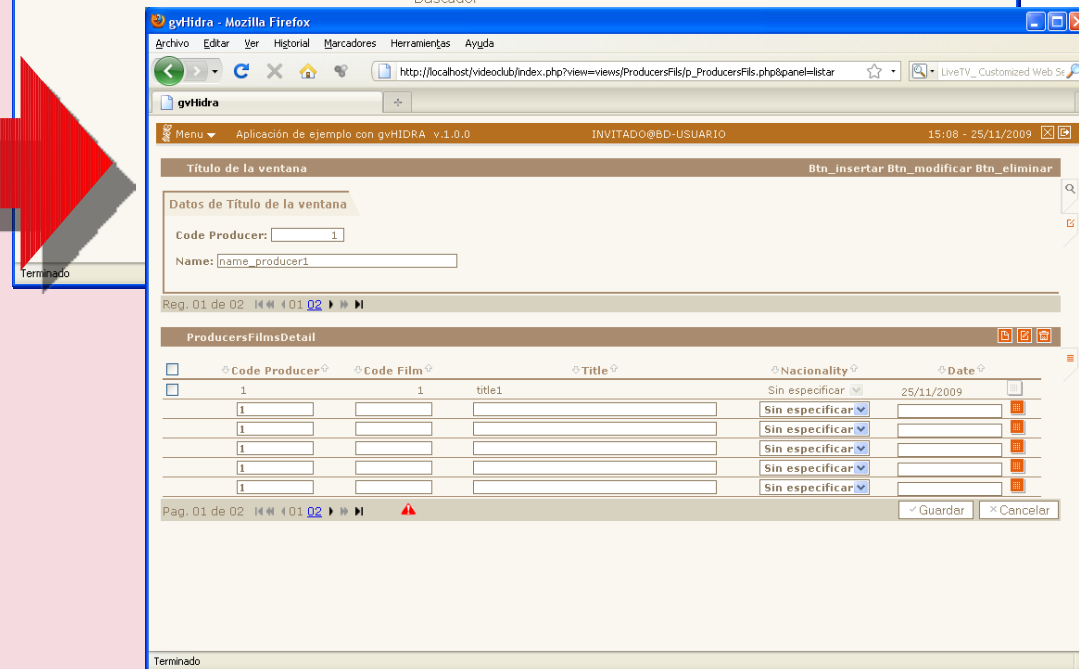 Buscador
gvHidra - Mozilla Firefox
Archivo Editar Ver Historial Marcadores Herramientas Ayuda
http://localhost/videoclub/index.php?view=views/ProducersFils/p_ProducersFils.php&panel=listar
LiveTV_ Customized Web Se
gvHidra
Menu Aplicación de ejemplo con gvHIDRA v.1.0.0 INVITADO@BD-USUARIO 15:08 - 25/11/2009
Título de la ventana Btn_insertar Btn_modificar Btn_eliminar
Datos de Título de la ventana
Code Producer: 1
Name: name_producer1
Terminado
Reg. 01 de 02 01 02
ProducersFilmsDetail
Code Producer Code Film Title Nacionality Date
1 1 title1 Sin especificar 25/11/2009
1 Sin especificar
1 Sin especificar
1 Sin especificar
1 Sin especificar
1 Sin especificar
Pag. 01 de 02 01 02 Guardar Cancelar
Terminado